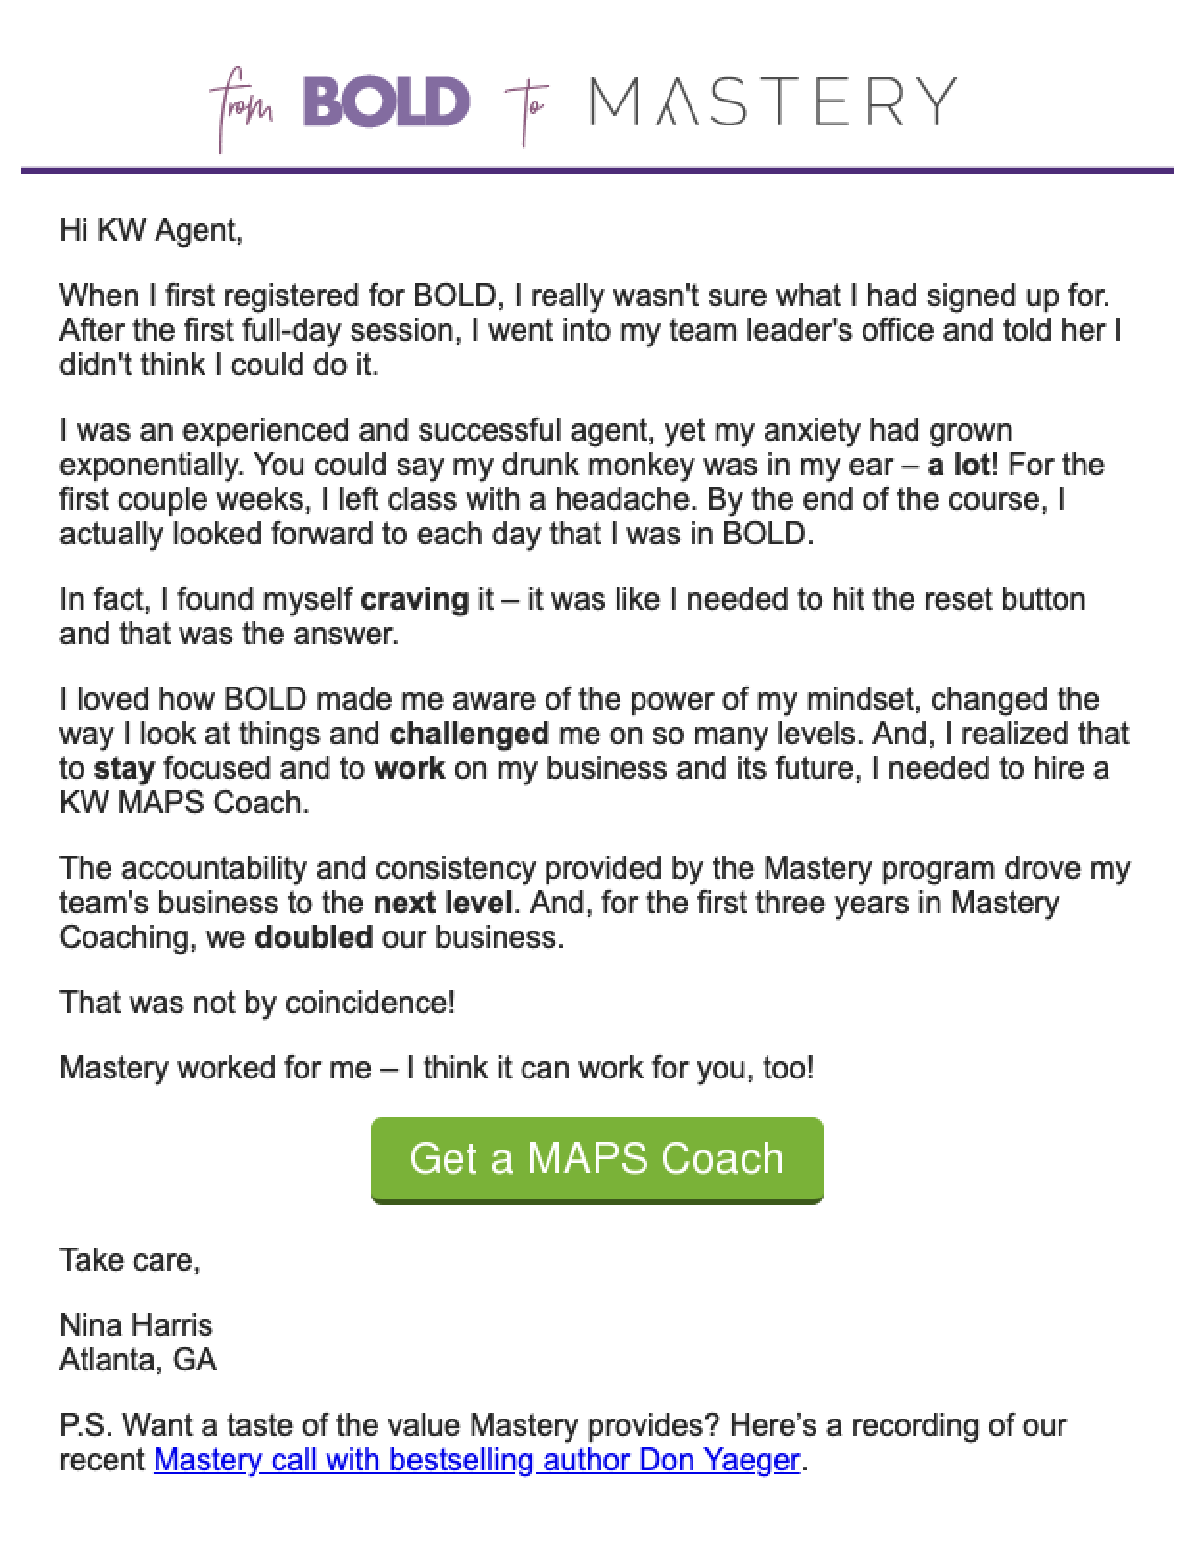 from BOLD to MASTERY
Hi KW Agent,
When I first registered for BOLD, I really wasn't sure what I had signed up for.
After the first full-day session, I went into my team leader's office and told her I
didn't think I could do it.
I was an experienced and successful agent, yet my anxiety had grown
exponentially. You could say my drunk monkey was in my ear – a lot! For the
first couple weeks, I left class with a headache. By the end of the course, I
actually looked forward to each day that I was in BOLD.
In fact, I found myself craving it – it was like I needed to hit the reset button
and that was the answer.
I loved how BOLD made me aware of the power of my mindset, changed the
way I look at things and challenged me on so many levels. And, I realized that
to stay focused and to work on my business and its future, I needed to hire a
KW MAPS Coach.
The accountability and consistency provided by the Mastery program drove my
team's business to the next level. And, for the first three years in Mastery
Coaching, we doubled our business.
That was not by coincidence!
Mastery worked for me – I think it can work for you, too!
Get a MAPS Coach
Take care,
Nina Harris
Atlanta, GA
P.S. Want a taste of the value Mastery provides? Here’s a recording of our
recent Mastery call with bestselling author Don Yaeger.